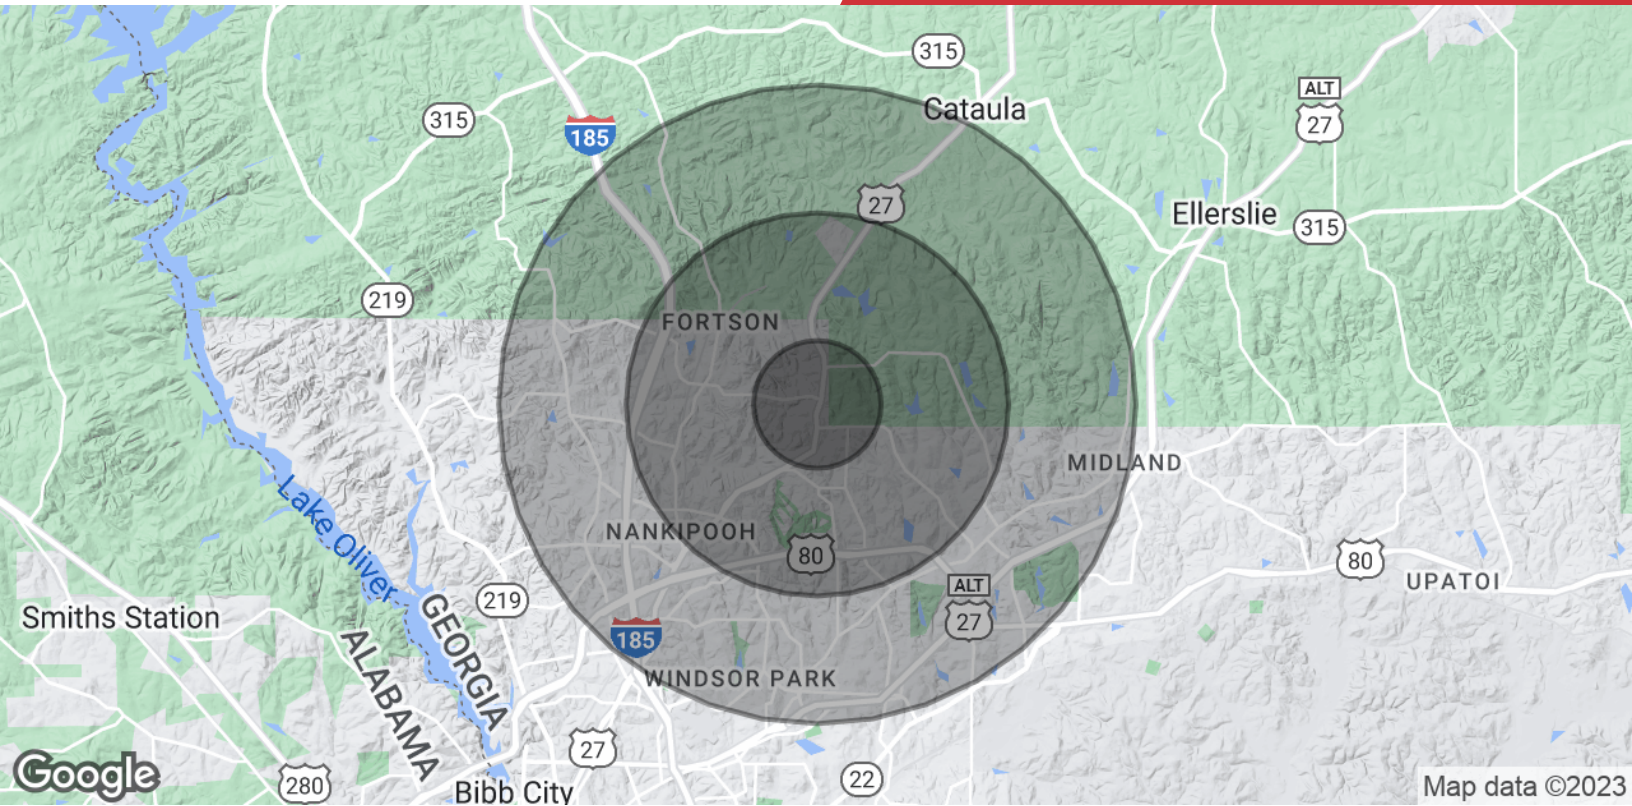 315
Cataula
ALT
27
315
185
27
Ellerslie
315
219
FORTSON
MIDLAND
Lake Oliver
NANKIPOOH
80
80
UPATOI
ALT
27
219
Smiths Station
GEORGIA
ALABAMA
185
WINDSOR PARK
27
Google
280
Bibb City
22
Map data ©2023